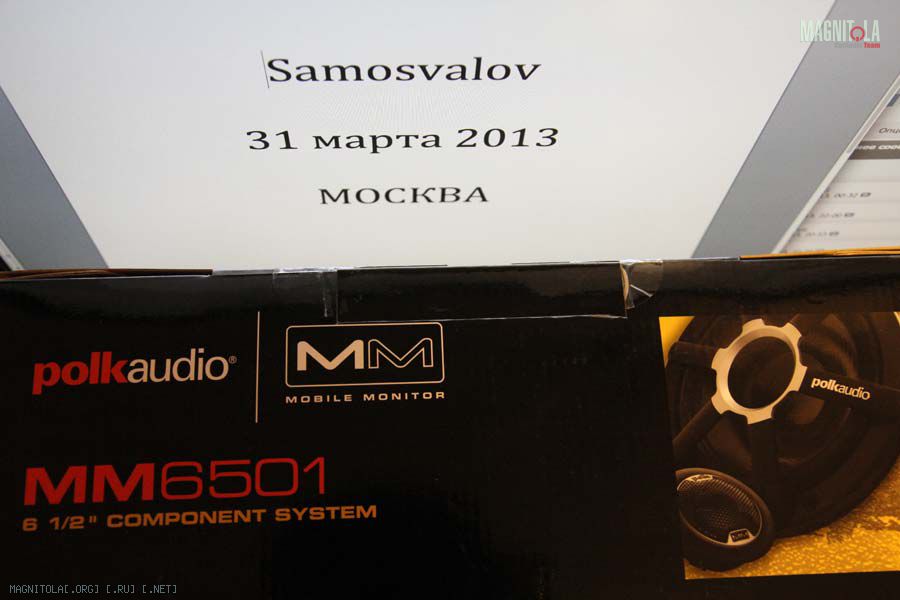 MAGNITOLA
Team
Samosvalov
31 марта 2013
МОСКВА
polkaudio®
MM
MOBILE MONITOR
MM6501
6 1/2" COMPONENT SYSTEM
polkaudio
MAGNITOLA[.ORG] [.RU] [.NET]